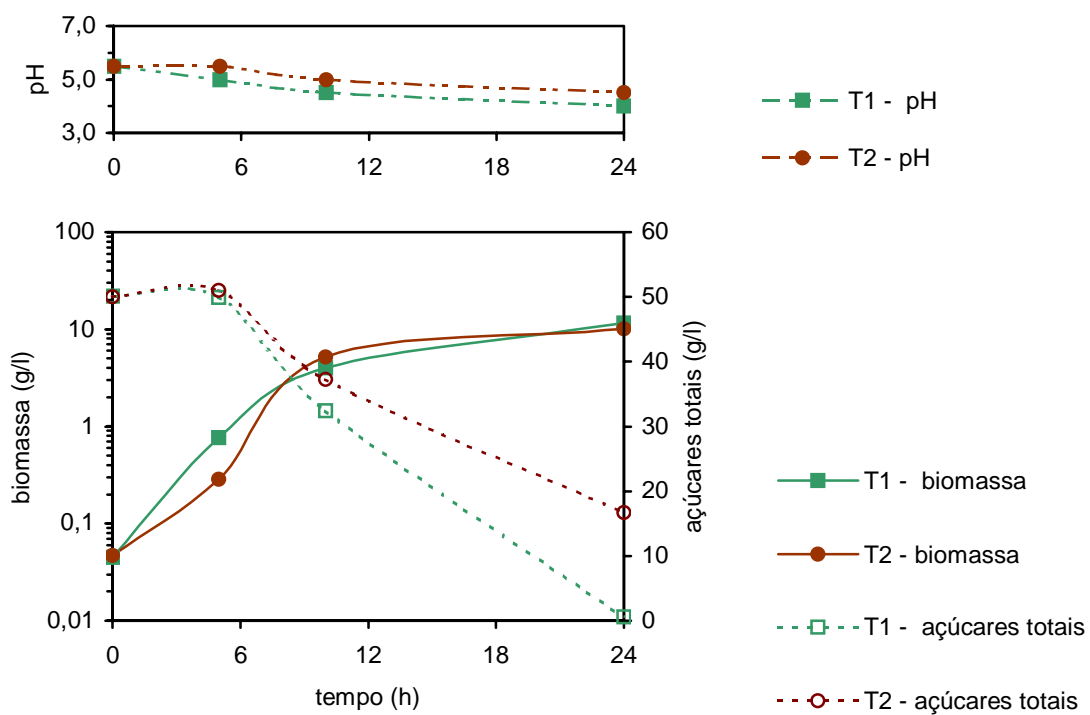 7,0
5,0
3,0
pH
0 6 12 18 24
T1 - pH
T2 - pH
100
10
1
0,1
0,01
biomassa (g/l)
60
50
40
30
20
10
0
açúcares totais (g/l)
0 6 12 18 24
tempo (h)
T1 - biomassa
T2 - biomassa
T1 - açúcares totais
T2 - açúcares totais